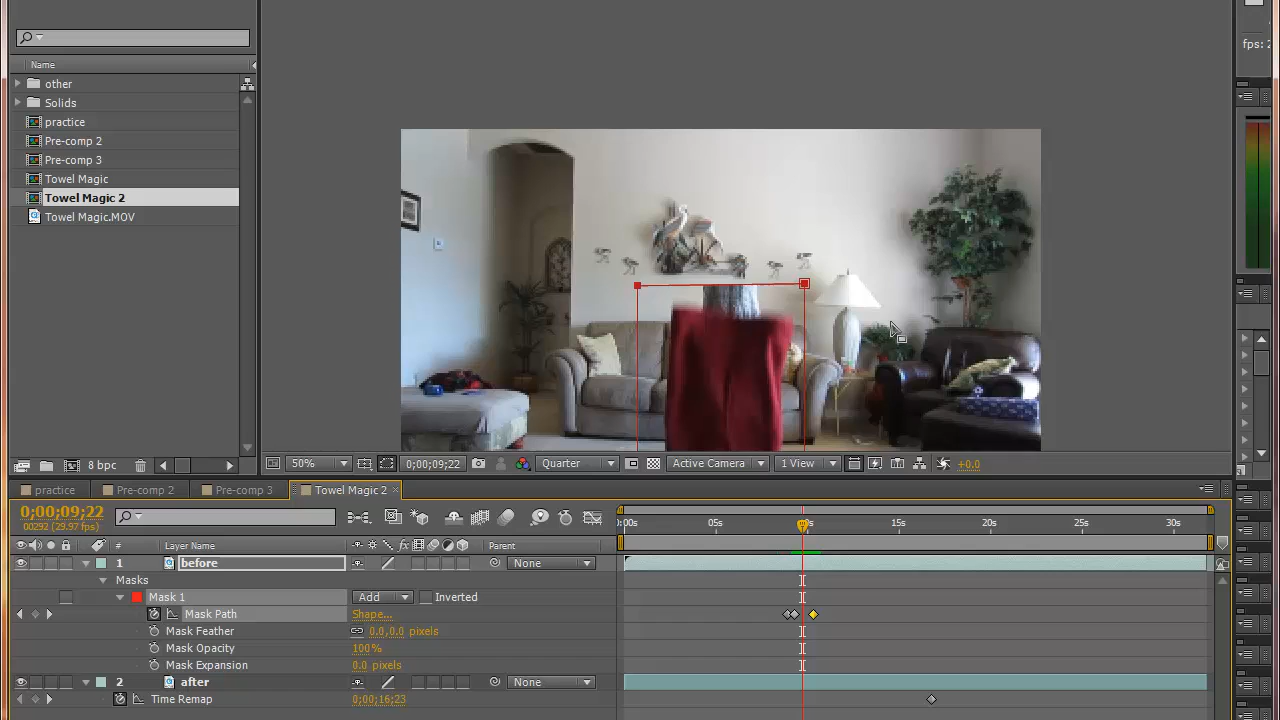 fps: 2
Name
other
Solids
practice
Pre-comp 2
Pre-comp 3
Towel Magic
Towel Magic 2
Towel Magic.MOV
8 bpc
50%
0;00;09;22
Quarter
Active Camera
1 View
+0.0
practice
Pre-comp 2
Pre-comp 3
Towel Magic 2 ×
0;00;09;22
00292 (29.97 fps)
:00s 05s 15s 20s 25s 30s
# Layer Name fx Parent
1 before None
Masks
Mask 1 Add Inverted
Mask Path Shape...
Mask Feather 0.0,0.0 pixels
Mask Opacity 100%
Mask Expansion 0.0 pixels
2 after None
Time Remap 0;00;16;23